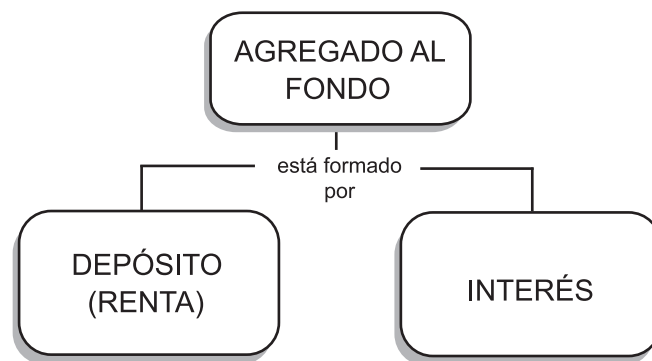 AGREGADO AL
FONDO
está formado
por
DEPÓSITO
(RENTA)
INTERÉS